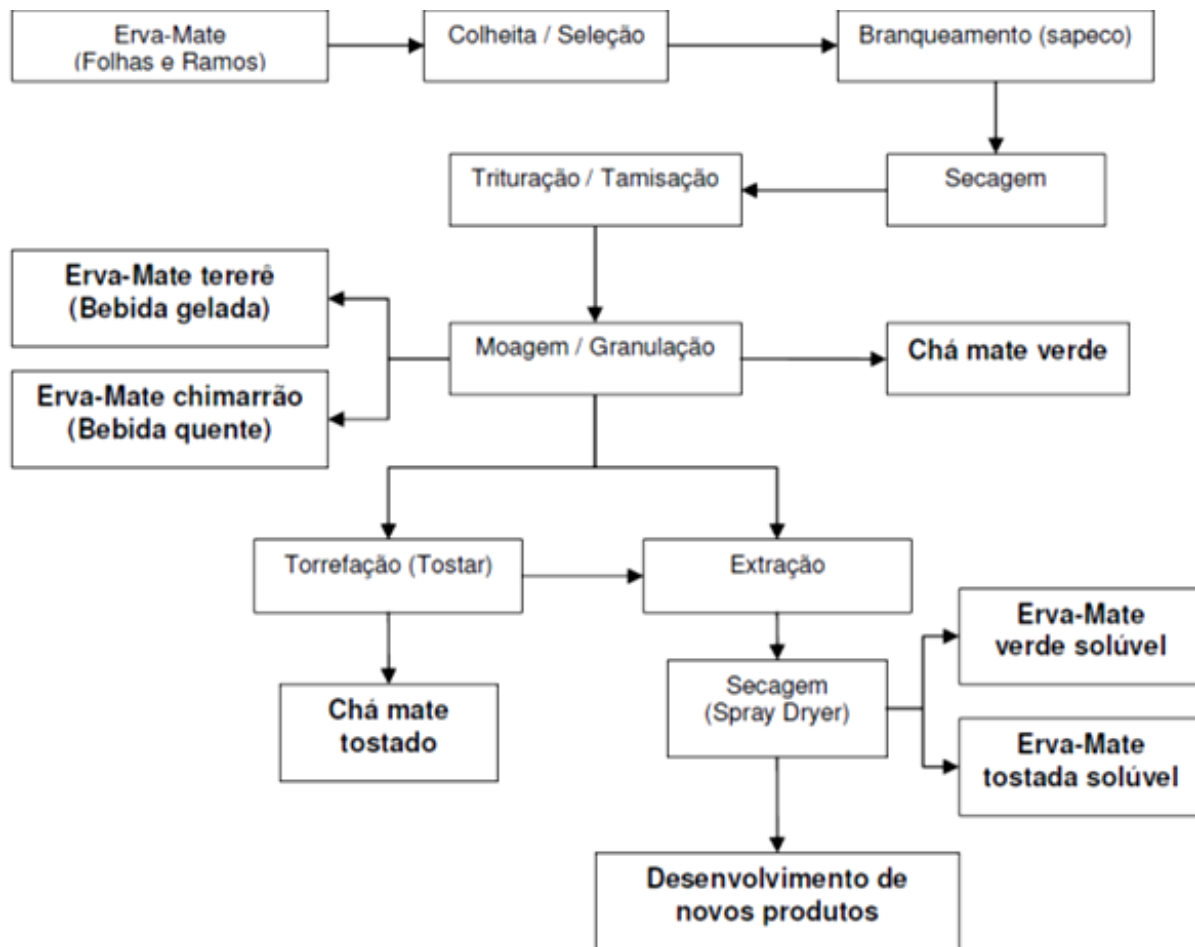 Erva-Mate
(Folhas e Ramos)
Colheita / Seleção
Branqueamento (sapeco)
Trituração / Tamisação
Secagem
Erva-Mate tererê
(Bebida gelada)
Moagem / Granulação
Chá mate verde
Erva-Mate chimarrão
(Bebida quente)
Torrefação (Tostar)
Extração
Erva-Mate
verde solúvel
Secagem
(Spray Dryer)
Chá mate
tostado
Erva-Mate
tostada solúvel
Desenvolvimento de
novos produtos